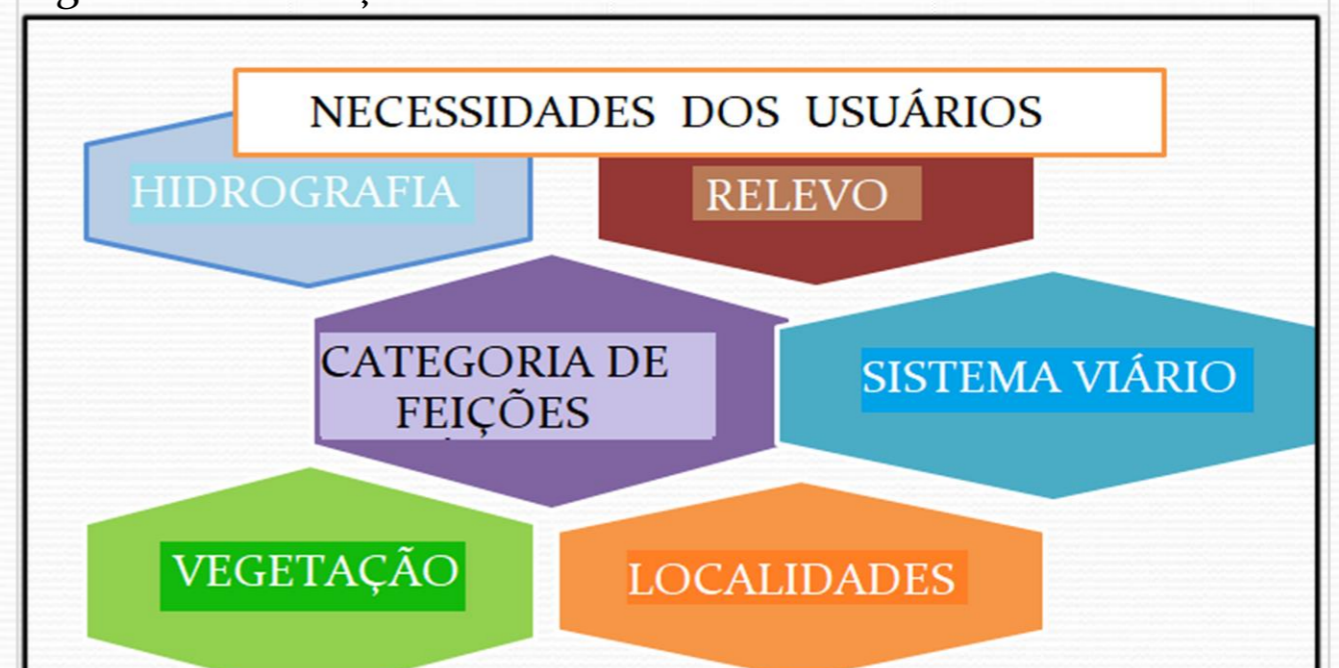 NECESSIDADES DOS USUÁRIOS
HIDROGRAFIA
RELEVO
CATEGORIA DE
FEIÇÕES
SISTEMA VIÁRIO
VEGETAÇÃO
LOCALIDADES